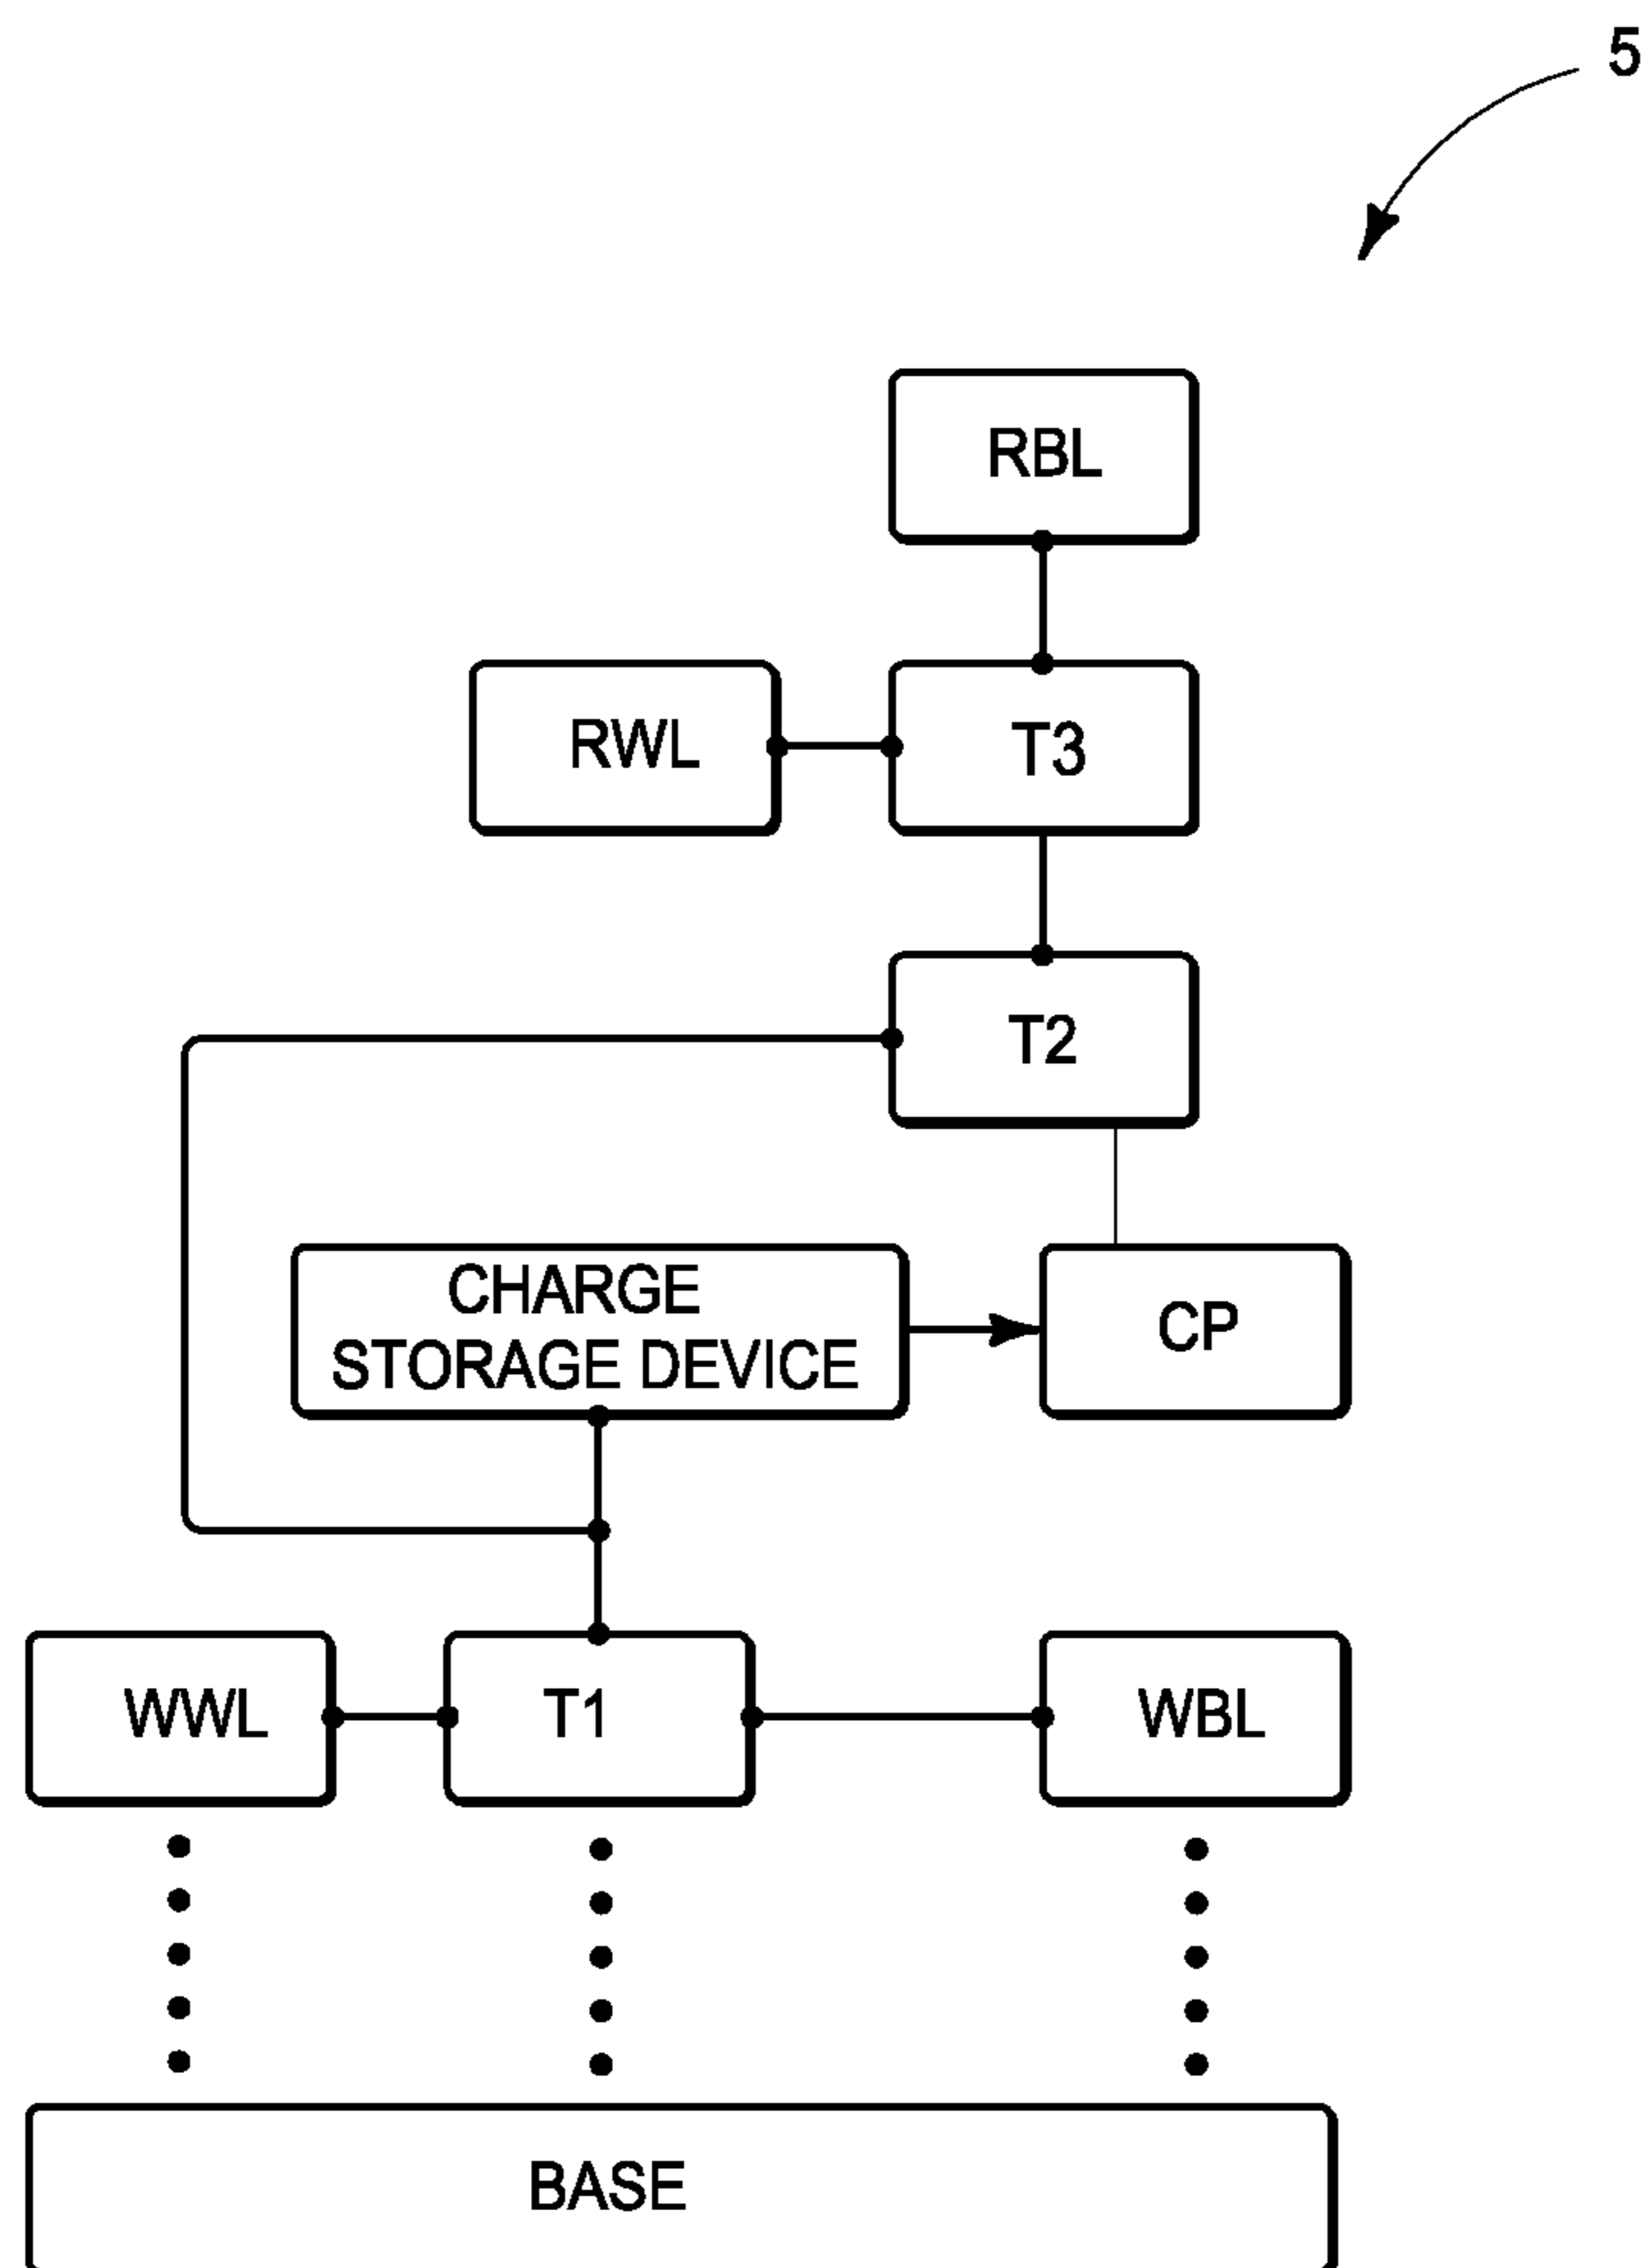 5
RBL
RWL
T3
T2
CHARGE
STORAGE DEVICE
CP
WWL
T1
WBL
BASE